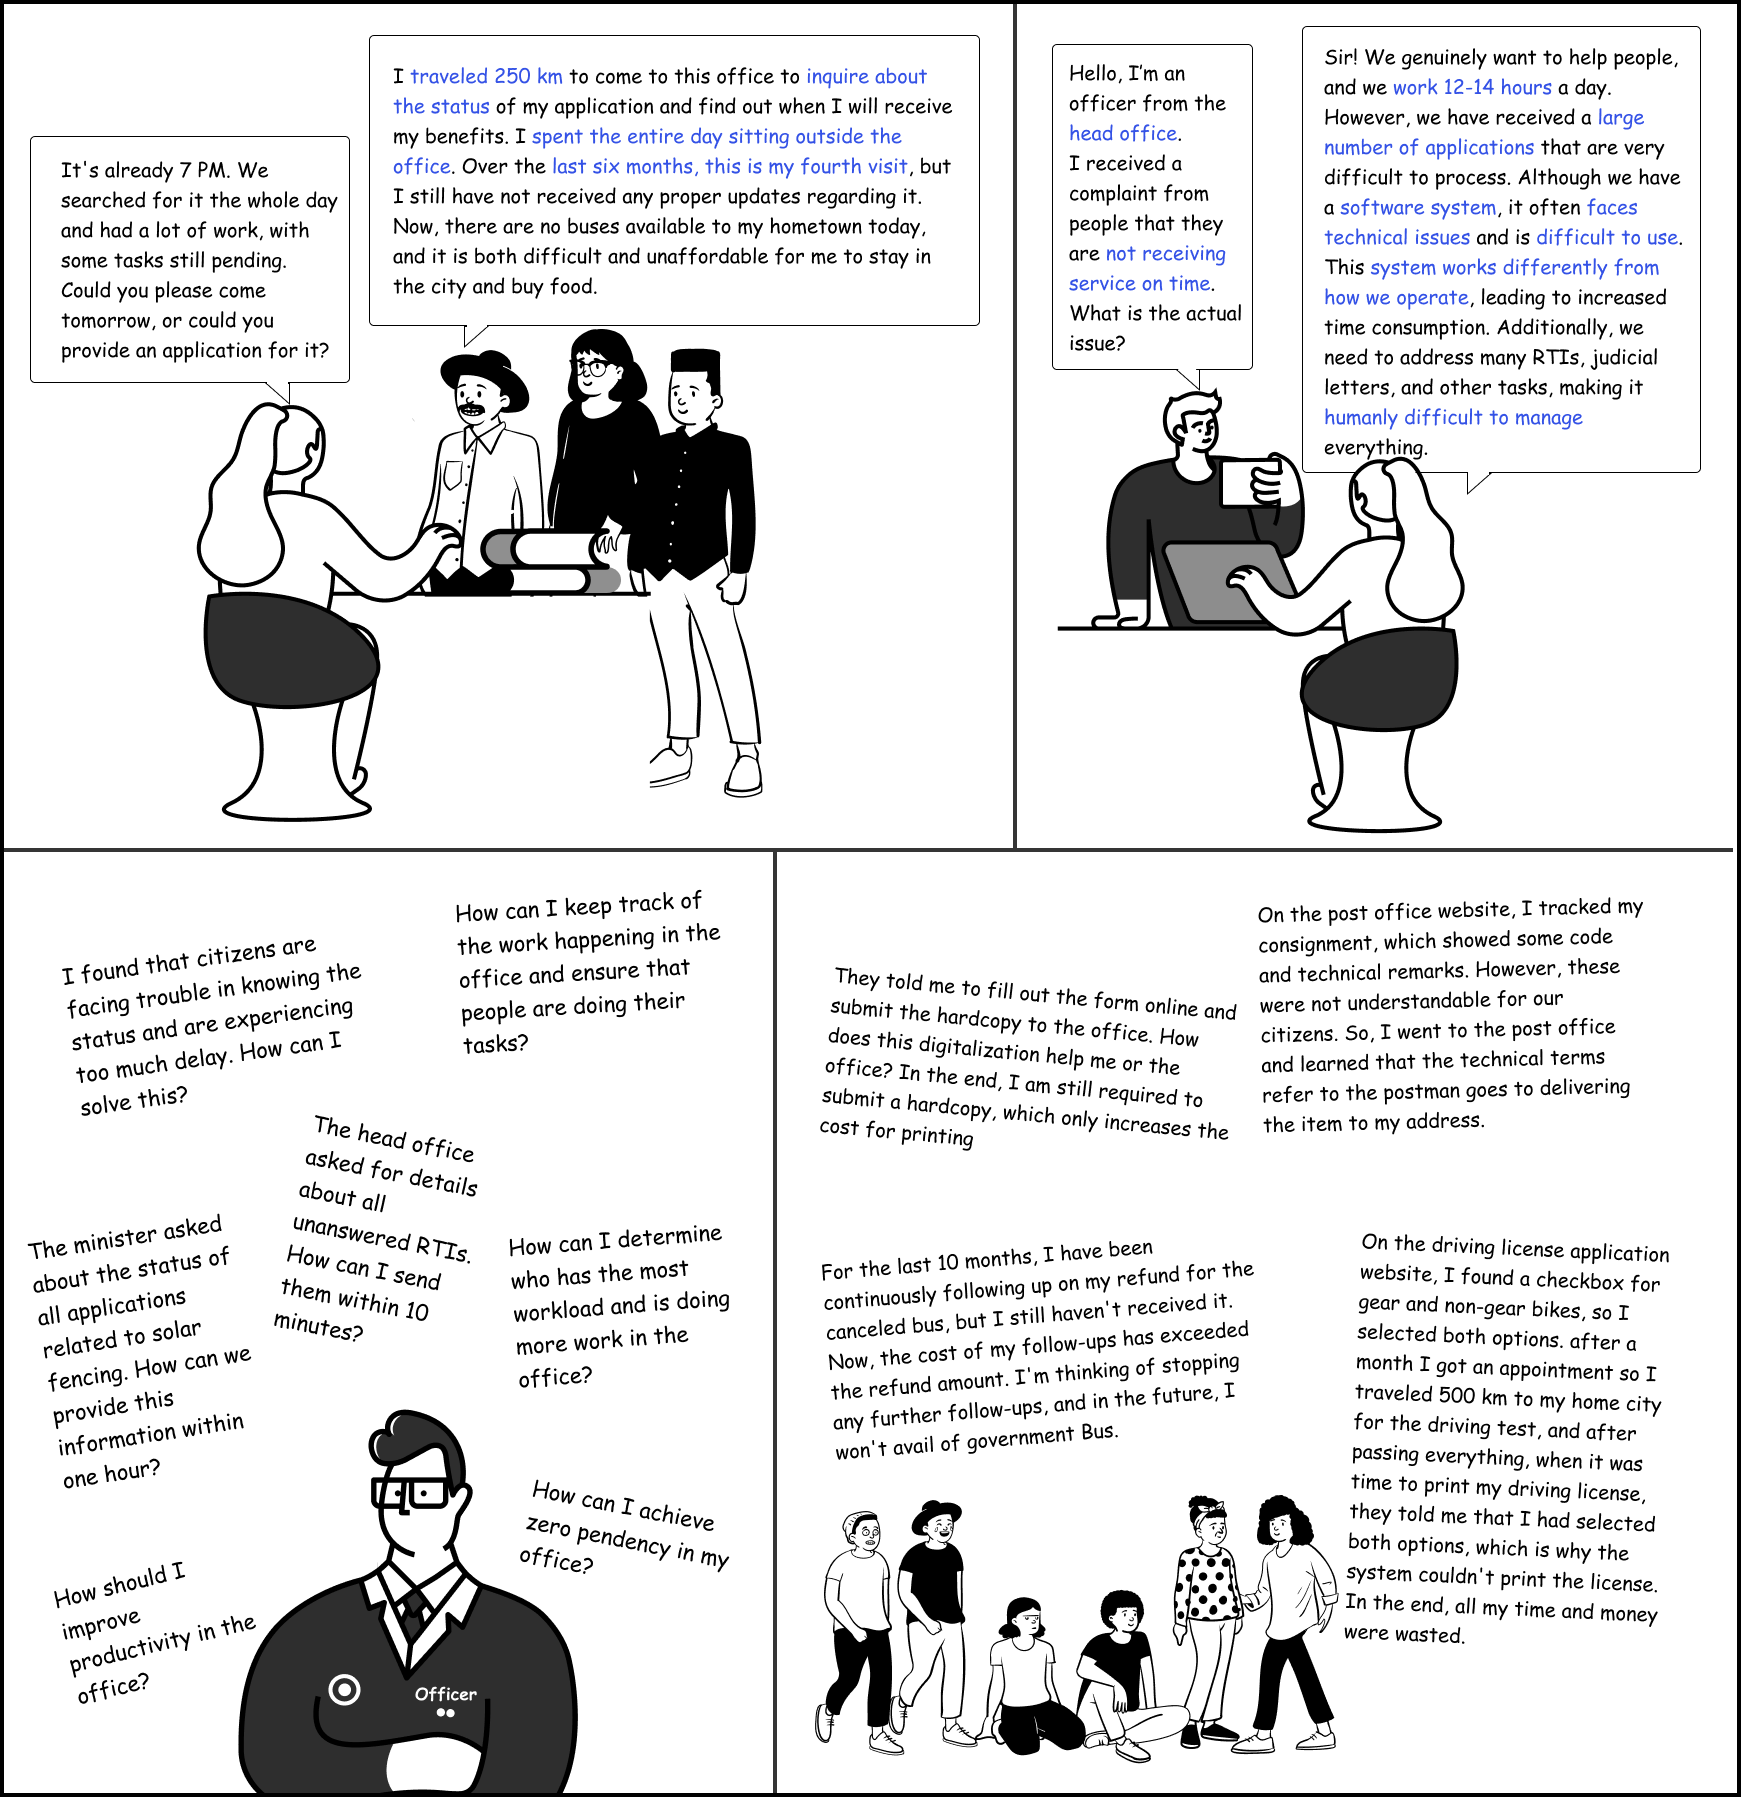 It's already 7 PM. We
searched for it the whole day
and had a lot of work, with
some tasks still pending.
Could you please come
tomorrow, or could you
provide an application for it?
I traveled 250 km to come to this office to inquire about
the status of my application and find out when I will receive
my benefits. I spent the entire day sitting outside the
office. Over the last six months, this is my fourth visit, but
I still have not received any proper updates regarding it.
Now, there are no buses available to my hometown today,
and it is both difficult and unaffordable for me to stay in
the city and buy food.
Hello, I'm an
officer from the
head office.
I received a
complaint from
people that they
are not receiving
service on time.
What is the actual
issue?
Sir! We genuinely want to help people,
and we work 12-14 hours a day.
However, we have received a large
number of applications that are very
difficult to process. Although we have
a software system, it often faces
technical issues and is difficult to use.
This system works differently from
how we operate, leading to increased
time consumption. Additionally, we
need to address many RTIs, judicial
letters, and other tasks, making it
humanly difficult to manage
everything.
I found that citizens are
facing trouble in knowing the
status and are experiencing
too much delay. How can I
solve this?
How can I keep track of
the work happening in the
office and ensure that
people are doing their
tasks?
The head office
asked for details
about all
unanswered RTIs.
How can I send
them within 10
minutes?
The minister asked
about the status of
all applications
related to solar
fencing. How can we
provide this
information within
one hour?
How can I determine
who has the most
workload and is doing
more work in the
office?
How can I achieve
zero pendency in my
office?
How should I
improve
productivity in the
office?
Officer
They told me to fill out the form online and
submit the hardcopy to the office. How
does this digitalization help me or the
office? In the end, I am still required to
submit a hardcopy, which only increases the
cost for printing
On the post office website, I tracked my
consignment, which showed some code
and technical remarks. However, these
were not understandable for our
citizens. So, I went to the post office
and learned that the technical terms
refer to the postman goes to delivering
the item to my address.
For the last 10 months, I have been
continuously following up on my refund for the
canceled bus, but I still haven't received it.
Now, the cost of my follow-ups has exceeded
the refund amount. I'm thinking of stopping
any further follow-ups, and in the future, I
won't avail of government Bus.
On the driving license application
website, I found a checkbox for
gear and non-gear bikes, so I
selected both options. after a
month I got an appointment so I
traveled 500 km to my home city
for the driving test, and after
passing everything, when it was
time to print my driving license,
they told me that I had selected
both options, which is why the
system couldn't print the license.
In the end, all my time and money
were wasted.